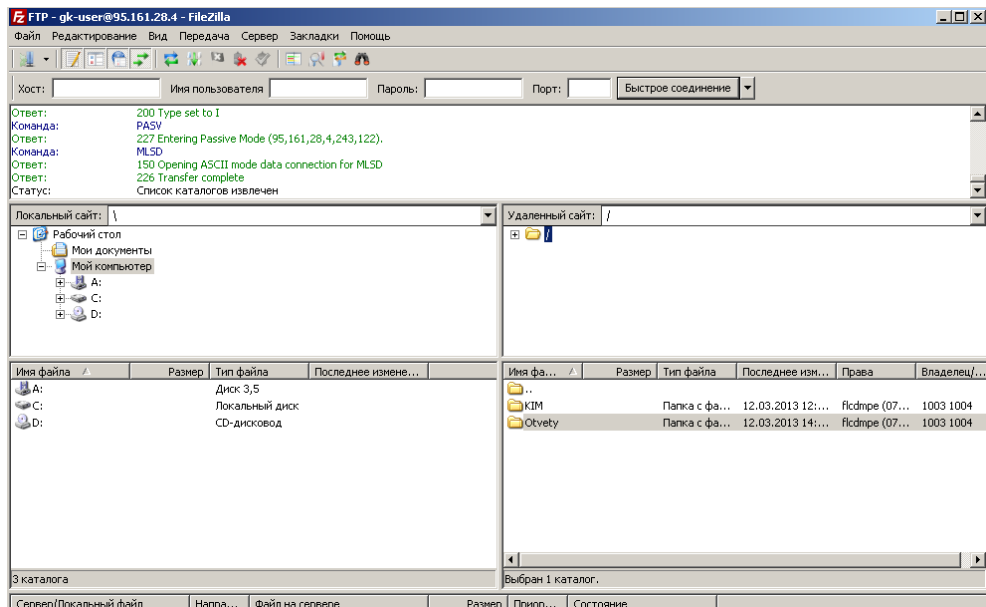 FTP - gk-user@95.161.28.4 - FileZilla
Файл Редактирование Вид Передача Сервер Закладки Помощь
Хост: Имя пользователя Пароль: Порт: Быстрое соединение
Ответ: 200 Type set to I
Команда: PASV
Ответ: 227 Entering Passive Mode (95,161,28,4,243,122).
Команда: MLSD
Ответ: 150 Opening ASCII mode data connection for MLSD
Ответ: 226 Transfer complete
Статус: Список каталогов извлечен
Локальный сайт: \
Рабочий стол
Мои документы
Мой компьютер
A:
C:
D:
Удаленный сайт: /
/
Имя файла Размер Тип файла Последнее измене...
A: Диск 3,5
C: Локальный диск
D: CD-дисковод
3 каталога
Имя фа... Размер Тип файла Последнее изм... Права Владелец/...
..
KIM Папка с фа... 12.03.2013 12:... flcdmpe (07... 1003 1004
Otvety Папка с фа... 12.03.2013 14:... flcdmpe (07... 1003 1004
Выбран 1 каталог.
Сервер/Локальный файл Напра... Файл на сервере Размер Приор... Состояние